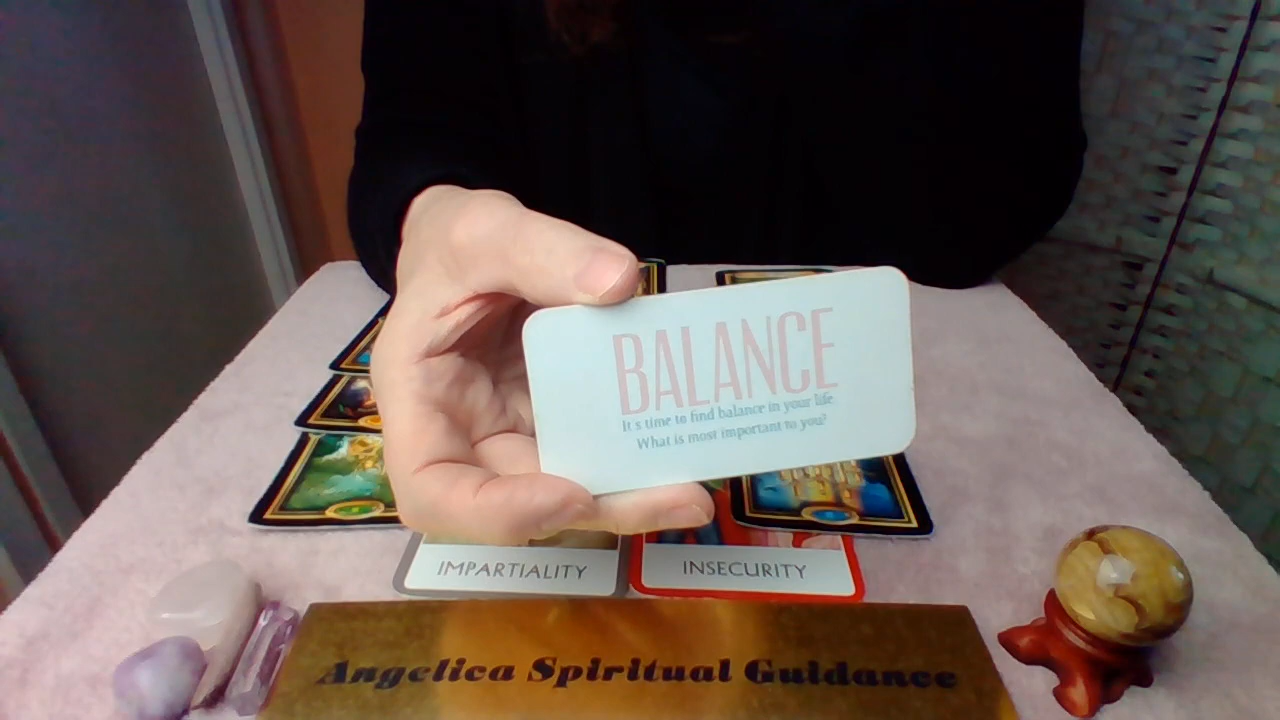 BALANCE
It's time to find balance in your life
What is most important to you?
IMPARTIALITY
INSECURITY
Angelica Spiritual Guidance